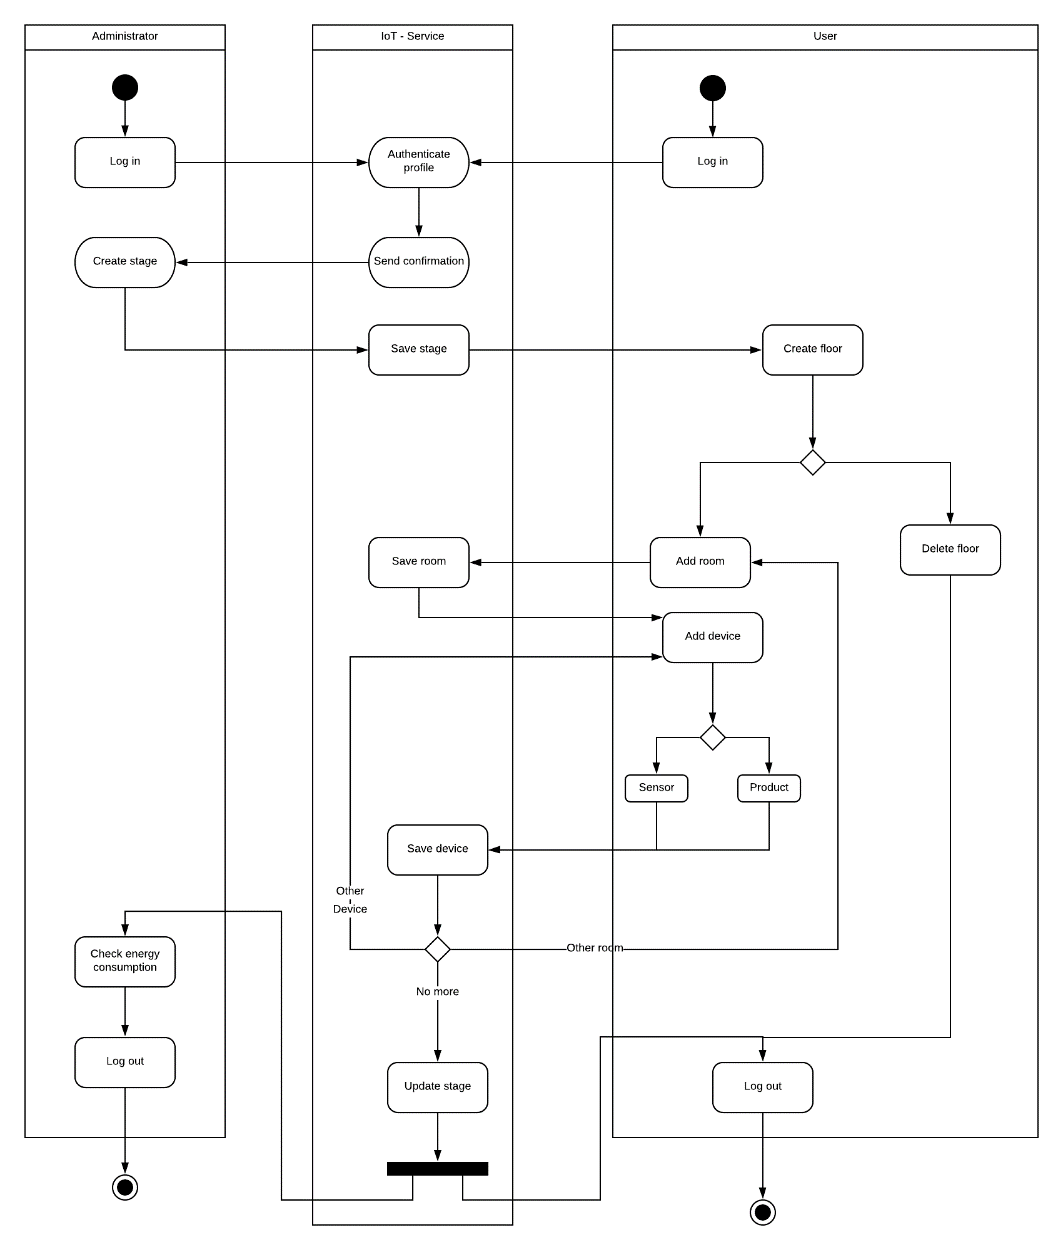 Administrator
IoT - Service
User
Log in
Authenticate
profile
Log in
Create stage
Send confirmation
Save stage
Create floor
Save room
Add room
Delete floor
Add device
Sensor
Product
Save device
Other
Device
Other room
Check energy
consumption
No more
Log out
Update stage
Log out